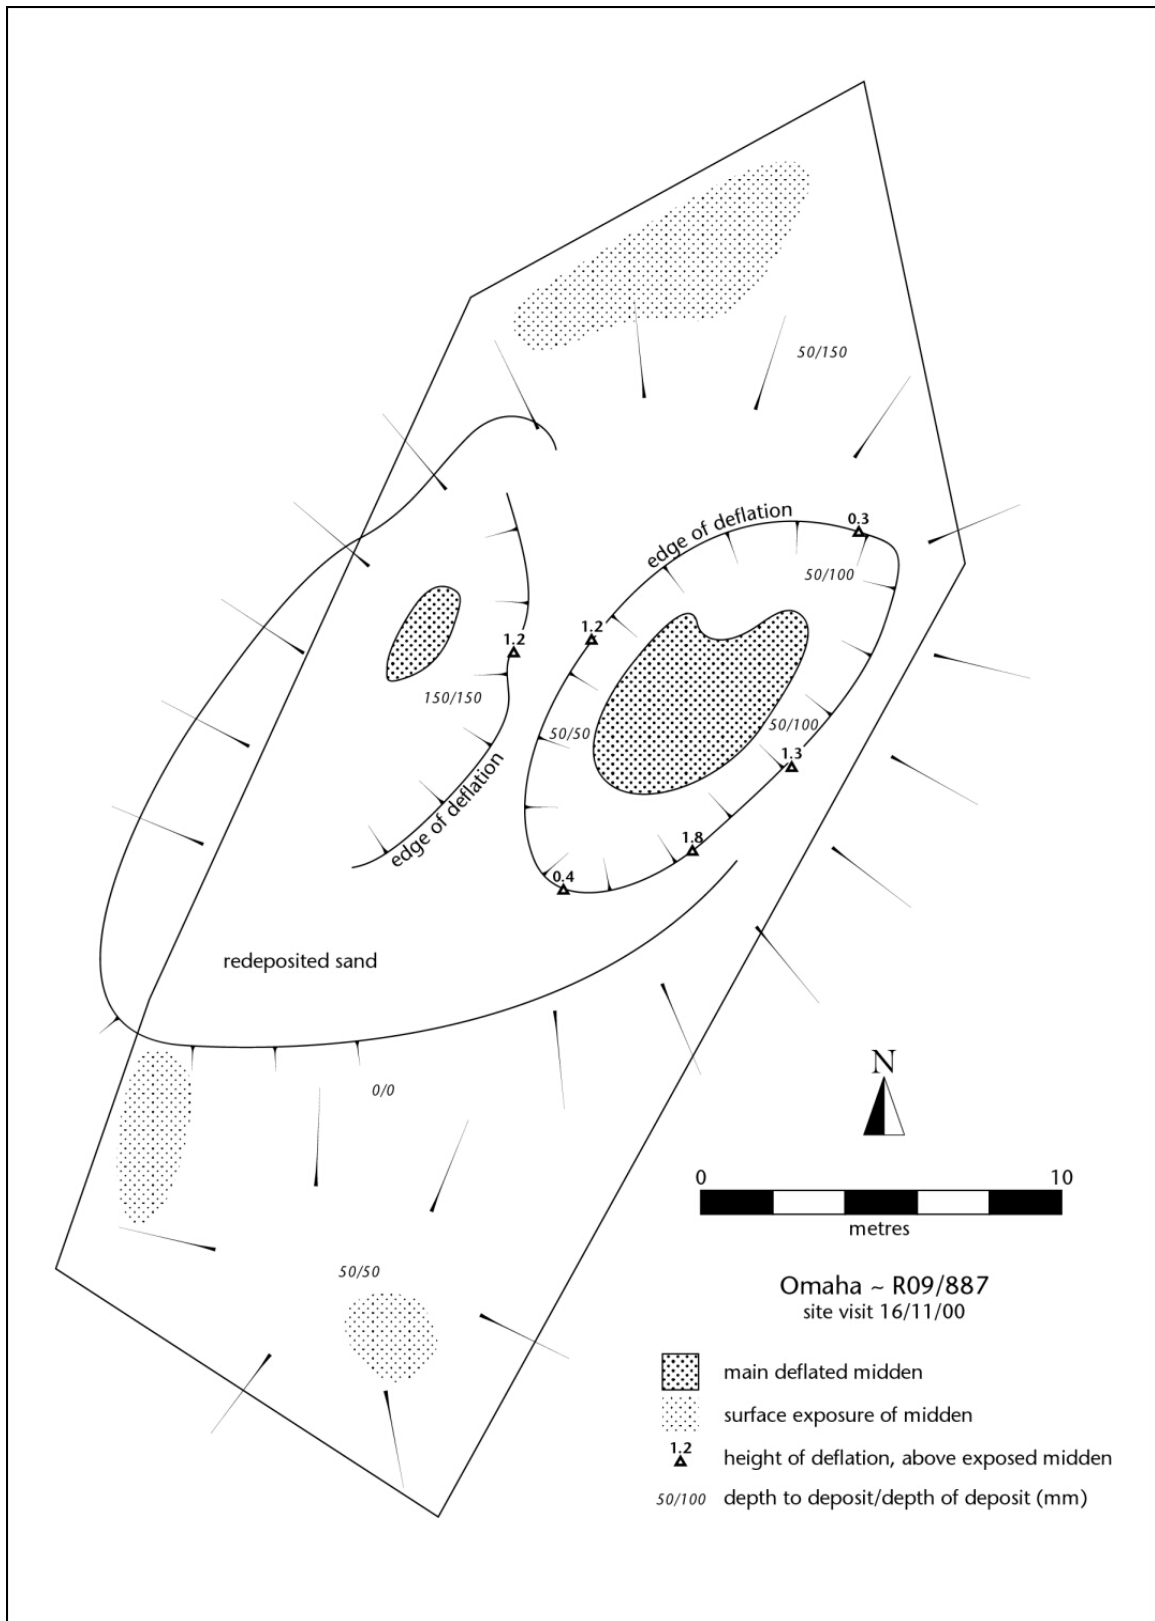 50/150
edge of deflation
0.3
50/100
1.2
1.2
150/150
50/50
50/100
1.3
edge of deflation
1.8
0.4
redeposited sand
0/0
N
0 10
metres
50/50
Omaha ~ R09/887
site visit 16/11/00
main deflated midden
surface exposure of midden
1.2 height of deflation, above exposed midden
50/100 depth to deposit/depth of deposit (mm)